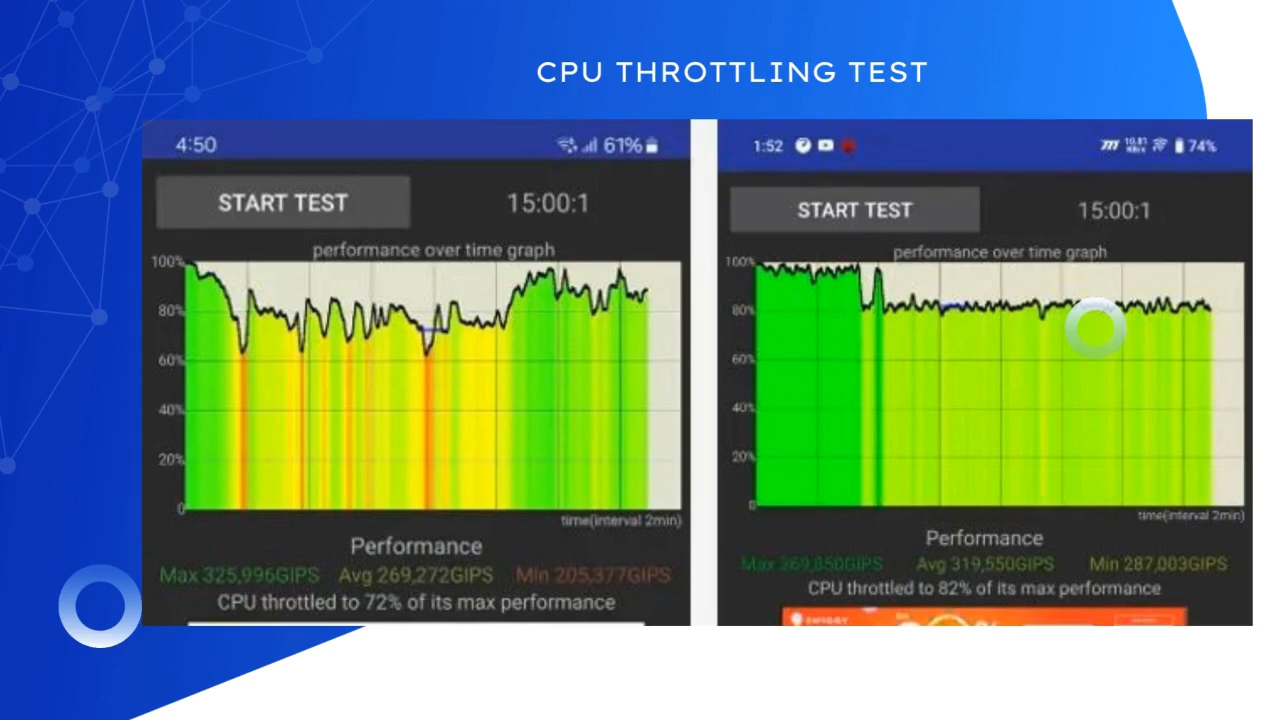 CPU THROTTLING TEST
4:50
61%
START TEST
15:00:1
performance over time graph
100%
80%
60%
40%
20%
0
time(interval 2min)
Performance
Max 325,996GIPS Avg 269,272GIPS Min 205,377GIPS
CPU throttled to 72% of its max performance
1:52
10.81
KB/s
74%
START TEST
15:00:1
performance over time graph
100%
80%
60%
40%
20%
0
time(interval 2min)
Performance
Max 369,850GIPS Avg 319,550GIPS Min 287,003GIPS
CPU throttled to 82% of its max performance
SWIGGY